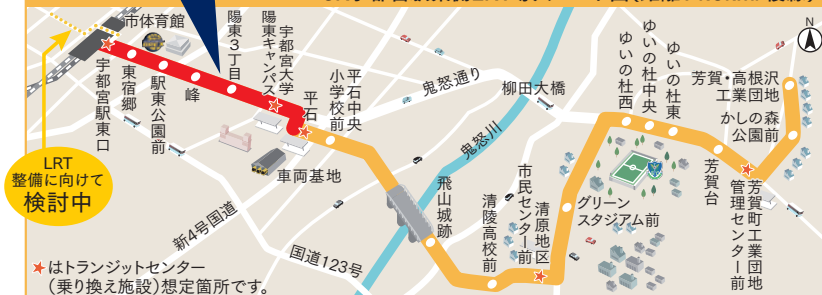 市体育館
宇都宮駅東口
東宿郷
駅東公園前
峰
陽東3丁目
宇都宮大学
陽東キャンパス
平石
平石中央
小学校前
鬼怒通り
柳田大橋
鬼怒川
車両基地
新4号国道
国道123号
飛山城跡
清陵高校前
清原地区
市民センター前
グリーン
スタジアム前
ゆいの杜西
ゆいの杜中央
ゆいの杜東
芳賀台
芳賀町工業団地
管理センター前
かしの森
公園前
芳賀・高根沢
工業団地
N
LRT
整備に向けて
検討中
★はトランジットセンター
(乗り換え施設)想定箇所です。